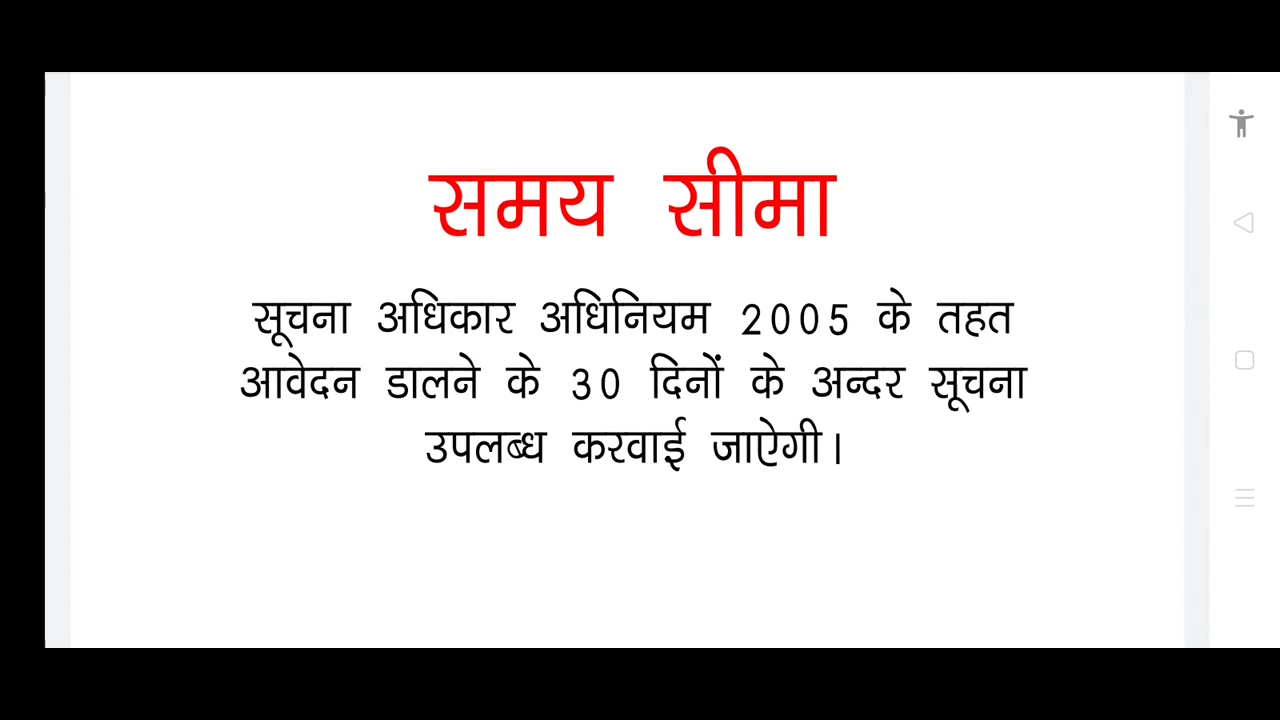 समय सीमा
सूचना अधिकार अधिनियम 2005 के तहत
आवेदन डालने के 30 दिनों के अन्दर सूचना
उपलब्ध करवाई जाऐगी।